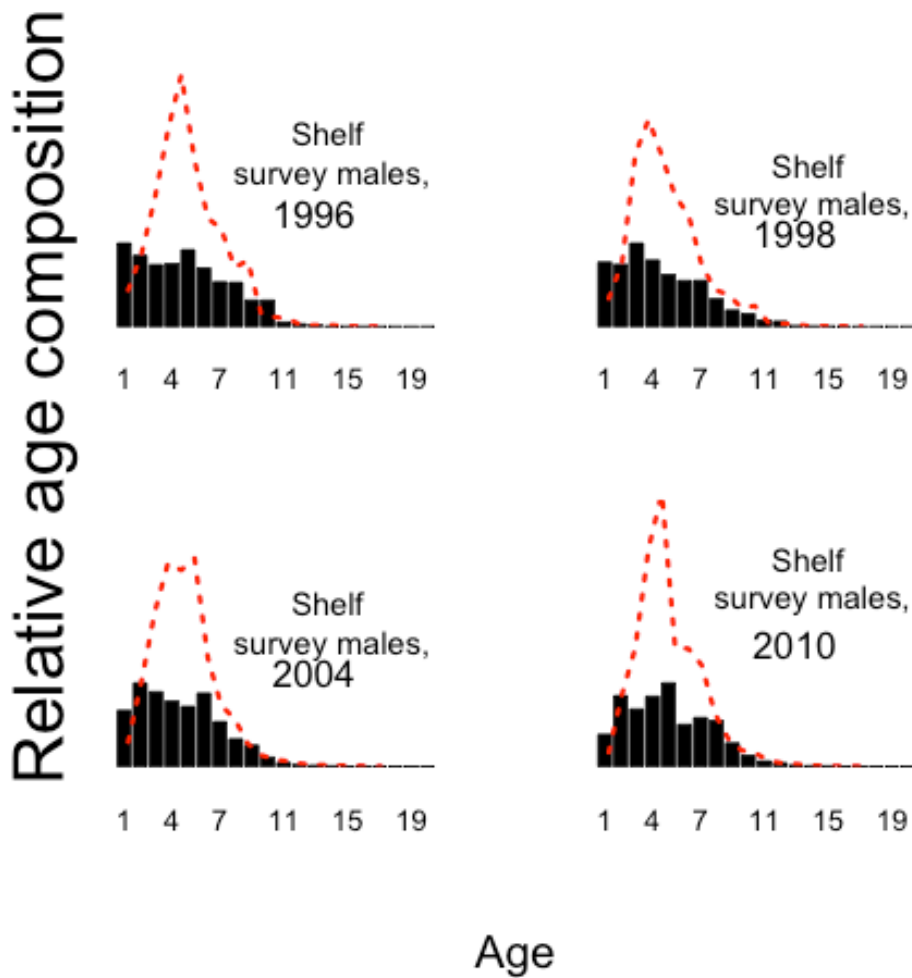 Relative age composition
Shelf
survey males,
1996
1 4 7 11 15 19
Shelf
survey males,
1998
1 4 7 11 15 19
Shelf
survey males,
2004
1 4 7 11 15 19
Shelf
survey males,
2010
1 4 7 11 15 19
Age